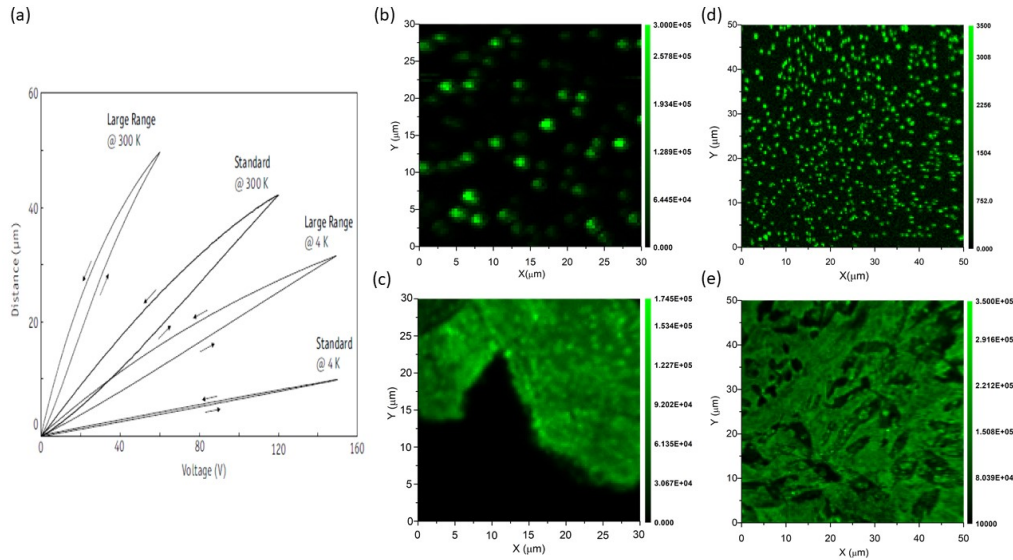 (a)
60
40
20
0
0
40
80
120
160
Distance (μm)
Voltage (V)
Large Range
@ 300 K
Standard
@ 300 K
Large Range
@ 4 K
Standard
@ 4 K
(b)
30
25
20
15
10
5
0
0
5
10
15
20
25
30
Y (μm)
X(μm)
3.000E+05
2.578E+05
1.934E+05
1.289E+05
6.445E+04
0.000
(d)
50
40
30
20
10
0
0
10
20
30
40
50
Y (μm)
X(μm)
3500
3008
2256
1504
752.0
0.000
(c)
30
25
20
15
10
5
0
0
5
10
15
20
25
30
Y (μm)
X (μm)
1.745E+05
1.534E+05
1.227E+05
9.202E+04
6.135E+04
3.067E+04
0.000
(e)
50
40
30
20
10
0
0
10
20
30
40
50
Y (μm)
X (μm)
3.500E+05
2.916E+05
2.212E+05
1.508E+05
8.039E+04
10000